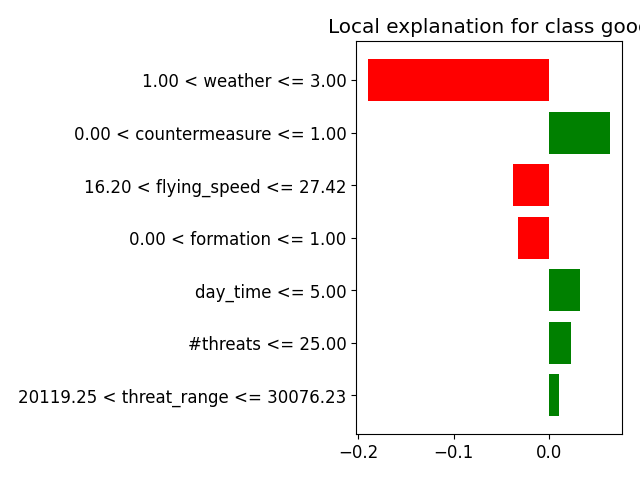 Local explanation for class good
1.00 < weather <= 3.00
0.00 < countermeasure <= 1.00
16.20 < flying_speed <= 27.42
0.00 < formation <= 1.00
day_time <= 5.00
#threats <= 25.00
20119.25 < threat_range <= 30076.23
−0.2 −0.1 0.0